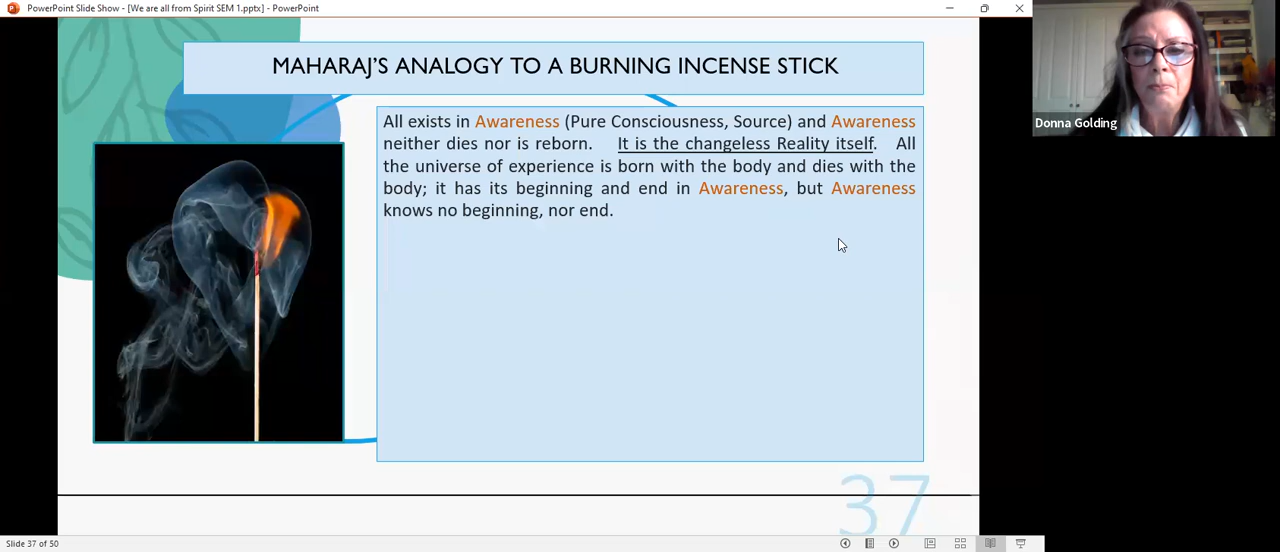 PowerPoint Slide Show - [We are all from Spirit SEM 1.pptx] - PowerPoint
MAHARAJ'S ANALOGY TO A BURNING INCENSE STICK
All exists in Awareness (Pure Consciousness, Source) and Awareness
neither dies nor is reborn. It is the changeless Reality itself. All
the universe of experience is born with the body and dies with the
body; it has its beginning and end in Awareness, but Awareness
knows no beginning, nor end.
Donna Golding
37
Slide 37 of 50